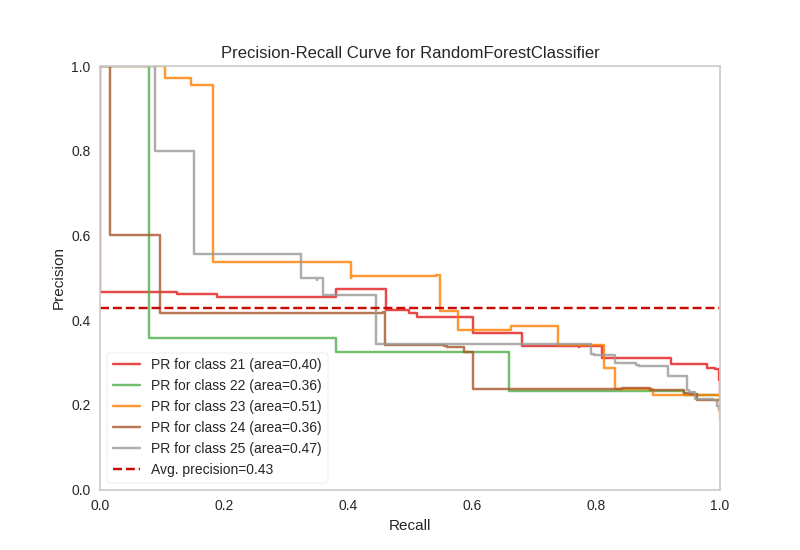 Precision-Recall Curve for RandomForestClassifier
1.0
0.8
0.6
0.4
0.2
0.0
Precision
PR for class 21 (area=0.40)
PR for class 22 (area=0.36)
PR for class 23 (area=0.51)
PR for class 24 (area=0.36)
PR for class 25 (area=0.47)
Avg. precision=0.43
0.0 0.2 0.4 0.6 0.8 1.0
Recall